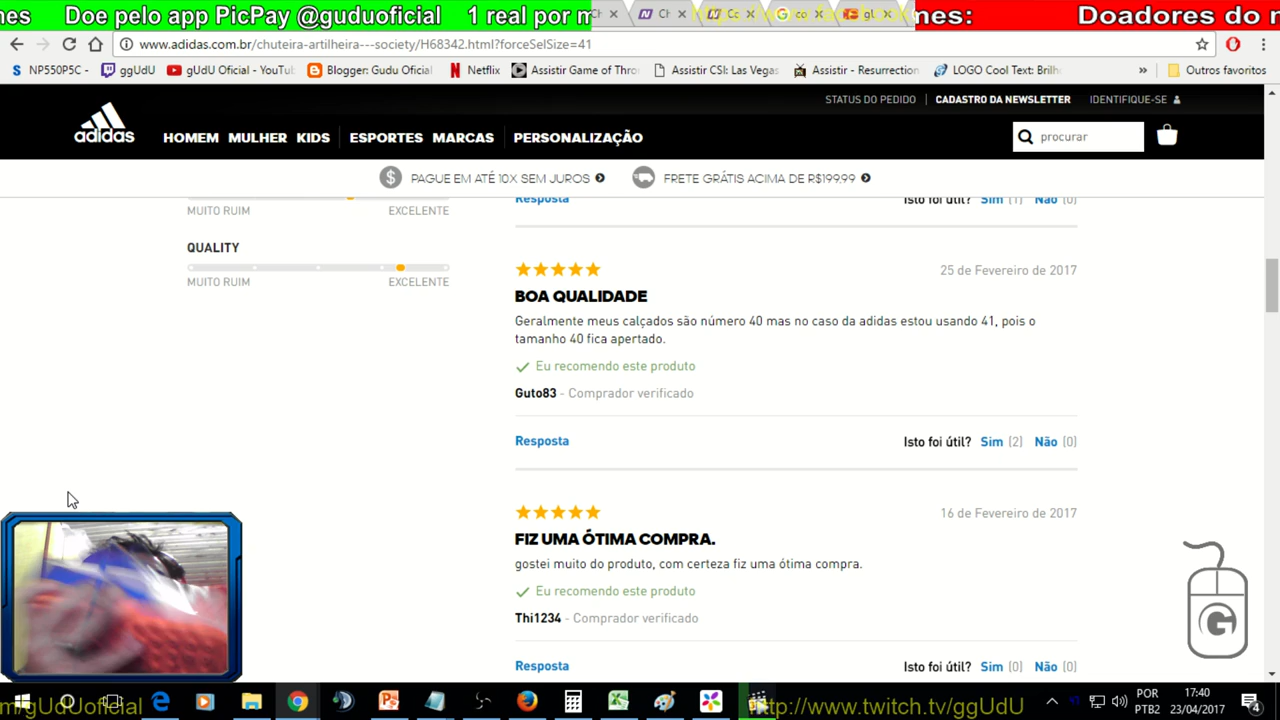 nes Doe pelo app PicPay @guduoficial 1 real por m
nes: Doadores do
Ch
Co
co
gl
www.adidas.com.br/chuteira-artilheira---society/H68342.html?forceSelSize=41
NP550P5C - ggUdU gUdU Oficial - YouTu Blogger: Gudu Oficial Netflix Assistir Game of Thro Assistir CSI: Las Vegas Assistir - Resurrection LOGO Cool Text: Brilh » Outros favoritos
STATUS DO PEDIDO | CADASTRO DA NEWSLETTER IDENTIFIQUE-SE
adidas HOMEM MULHER KIDS ESPORTES MARCAS PERSONALIZAÇÃO procurar
PAGUE EM ATÉ 10X SEM JUROS FRETE GRÁTIS ACIMA DE R$199,99
MUITO RUIM EXCELENTE
QUALITY
MUITO RUIM EXCELENTE
Resposta Isto foi útil? Sim (1) Não (0)
25 de Fevereiro de 2017
BOA QUALIDADE
Geralmente meus calçados são número 40 mas no caso da adidas estou usando 41, pois o
tamanho 40 fica apertado.
Eu recomendo este produto
Guto83 - Comprador verificado
Resposta Isto foi útil? Sim (2) Não (0)
16 de Fevereiro de 2017
FIZ UMA ÓTIMA COMPRA.
gostei muito do produto, com certeza fiz uma ótima compra.
Eu recomendo este produto
Thi1234 - Comprador verificado
Resposta Isto foi útil? Sim (0) Não (0)
G
m/gUdUoficial http://www.twitch.tv/ggUdU
POR
PTB2
17:40
23/04/2017
4